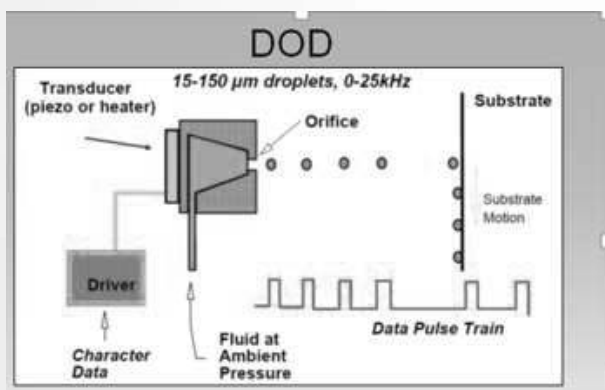 DOD
15-150 µm droplets, 0-25kHz
Transducer
(piezo or heater)
Orifice
Substrate
Substrate
Motion
Driver
Data Pulse Train
Character
Data
Fluid at
Ambient
Pressure